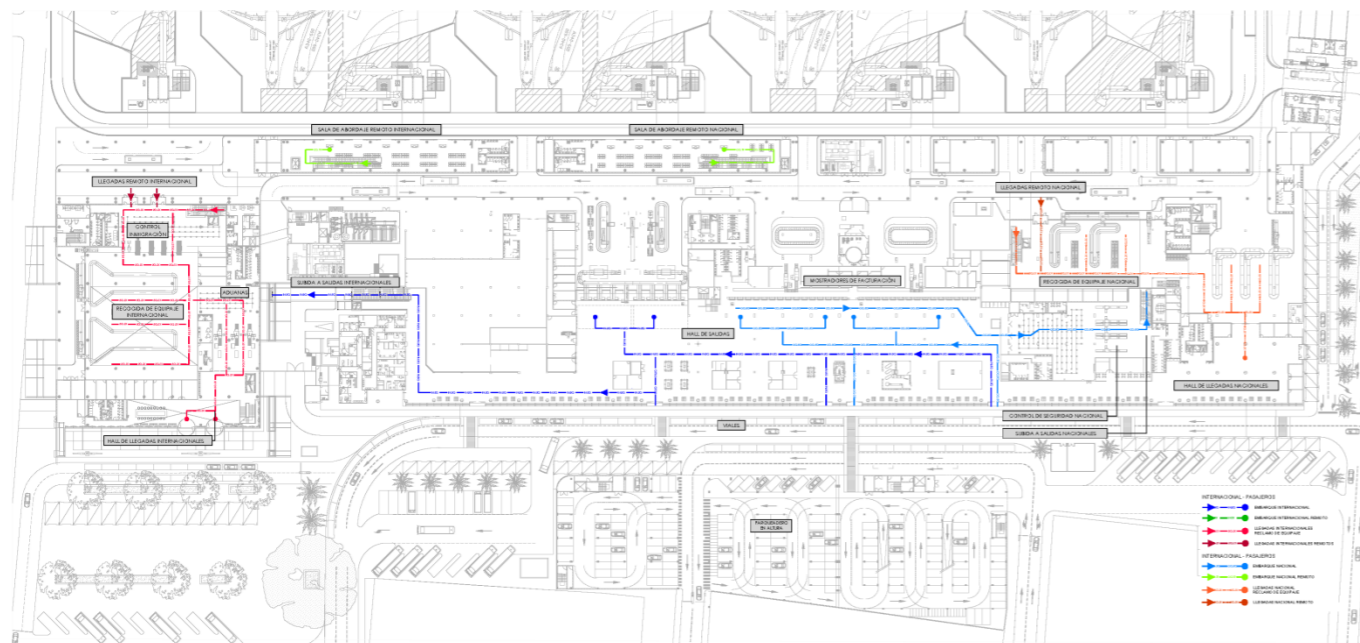 SALA DE ABORDAJE REMOTO INTERNACIONAL
SALA DE ABORDAJE REMOTO NACIONAL
LLEGADAS REMOTO INTERNACIONAL
LLEGADAS REMOTO NACIONAL
CONTROL
INMIGRACIÓN
SUBIDA A SALIDAS INTERNACIONALES
MOSTRADORES DE FACTURACIÓN
RECOGIDA DE EQUIPAJE NACIONAL
ADUANAS
RECOGIDA DE EQUIPAJE
INTERNACIONAL
HALL DE SALIDAS
HALL DE LLEGADAS NACIONALES
CONTROL DE SEGURIDAD NACIONAL
VIALES
SUBIDA A SALIDAS NACIONALES
HALL DE LLEGADAS INTERNACIONALES
PARQUEADERO
EN ALTURA
INTERNACIONAL - PASAJEROS
EMBARQUE INTERNACIONAL
EMBARQUE INTERNACIONAL REMOTO
LLEGADAS INTERNACIONALES
RECLAMO DE EQUIPAJE
LLEGADAS INTERNACIONALES REMOTOS
INTERNACIONAL - PASAJEROS
EMBARQUE NACIONAL
EMBARQUE NACIONAL REMOTO
LLEGADAS NACIONAL
RECLAMO DE EQUIPAJE
LLEGADAS NACIONAL REMOTO